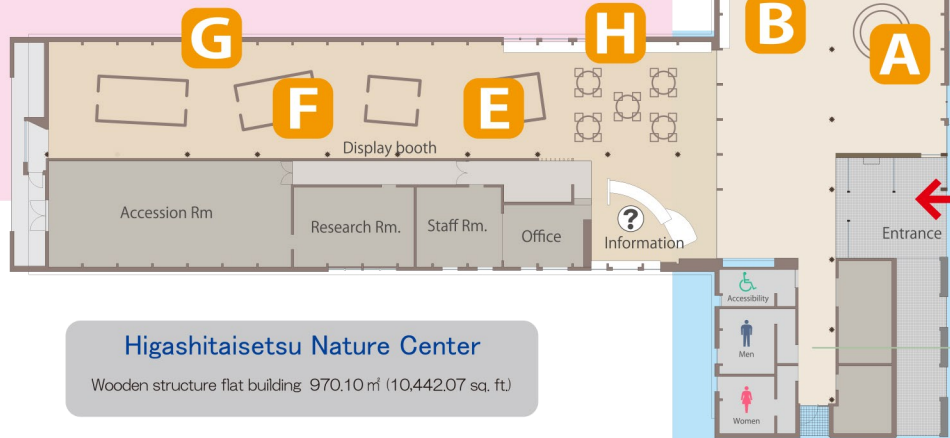 G
H
B
A
F
E
Display booth
Accession Rm
Research Rm.
Staff Rm.
Office
?
Information
Entrance
Accessibility
Men
Women
Higashitaisetsu Nature Center
Wooden structure flat building 970.10㎡ (10,442.07 sq. ft.)